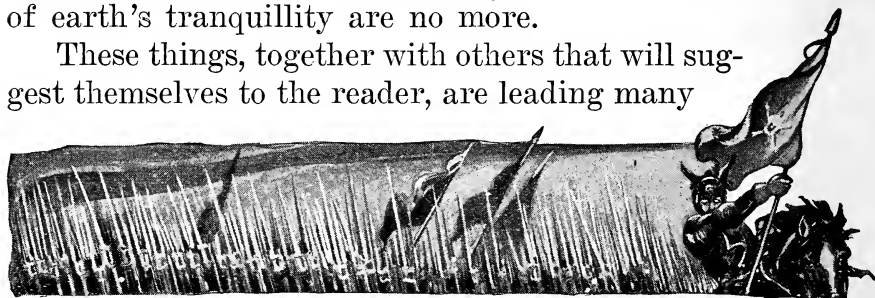 of earth’s tranquillity are no more.
These things, together with others that will sug-
gest themselves to the reader, are leading many